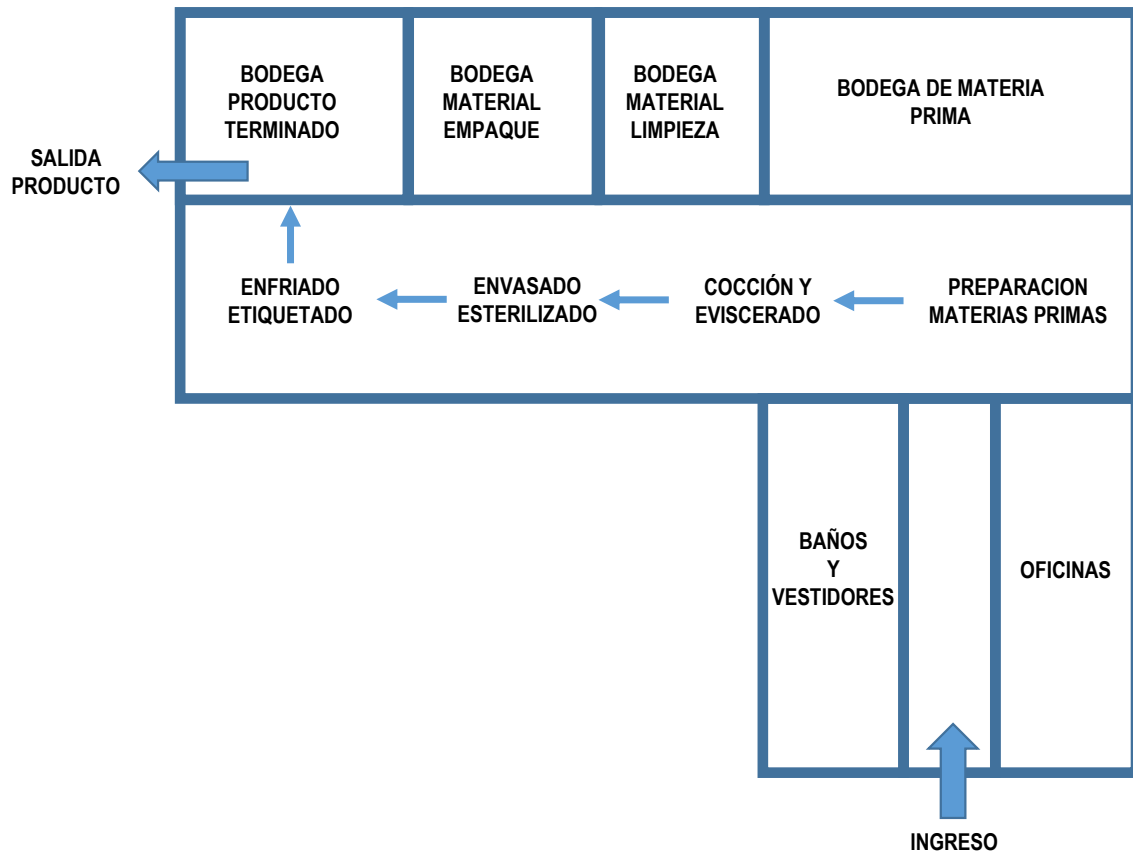 BODEGA
PRODUCTO
TERMINADO
BODEGA
MATERIAL
EMPAQUE
BODEGA
MATERIAL
LIMPIEZA
BODEGA DE MATERIA
PRIMA
SALIDA
PRODUCTO
ENFRIADO
ETIQUETADO
ENVASADO
ESTERILIZADO
COCCIÓN Y
EVISCERADO
PREPARACION
MATERIAS PRIMAS
BAÑOS
Y
VESTIDORES
OFICINAS
INGRESO